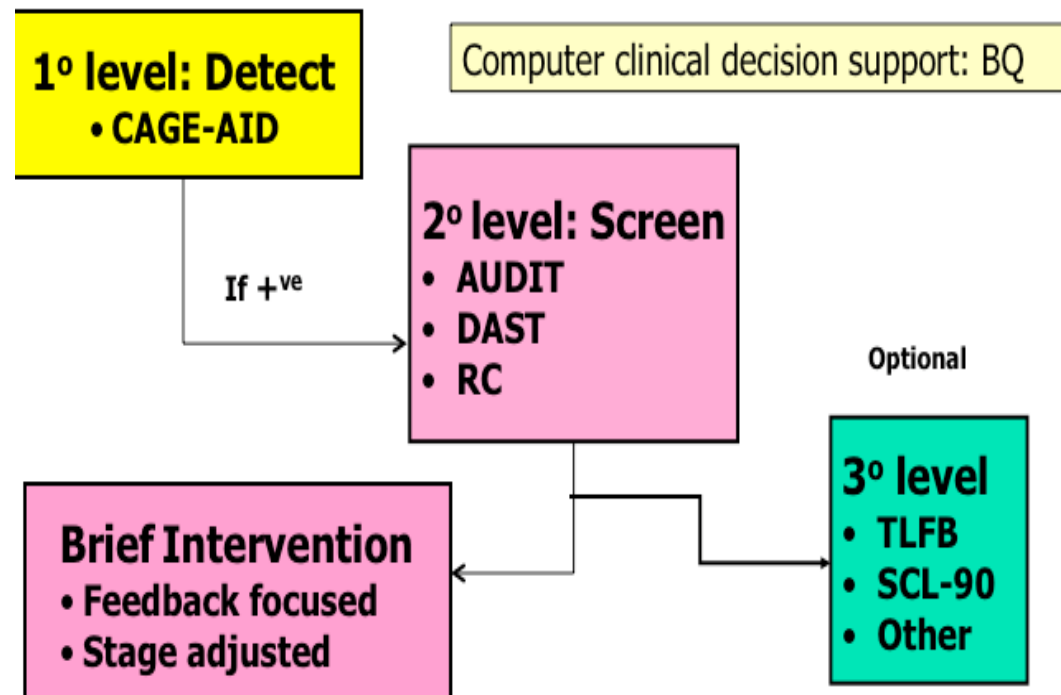 1º level: Detect
• CAGE-AID
Computer clinical decision support: BQ
2º level: Screen
• AUDIT
• DAST
• RC
If +ve
Optional
3º level
• TLFB
• SCL-90
• Other
Brief Intervention
• Feedback focused
• Stage adjusted